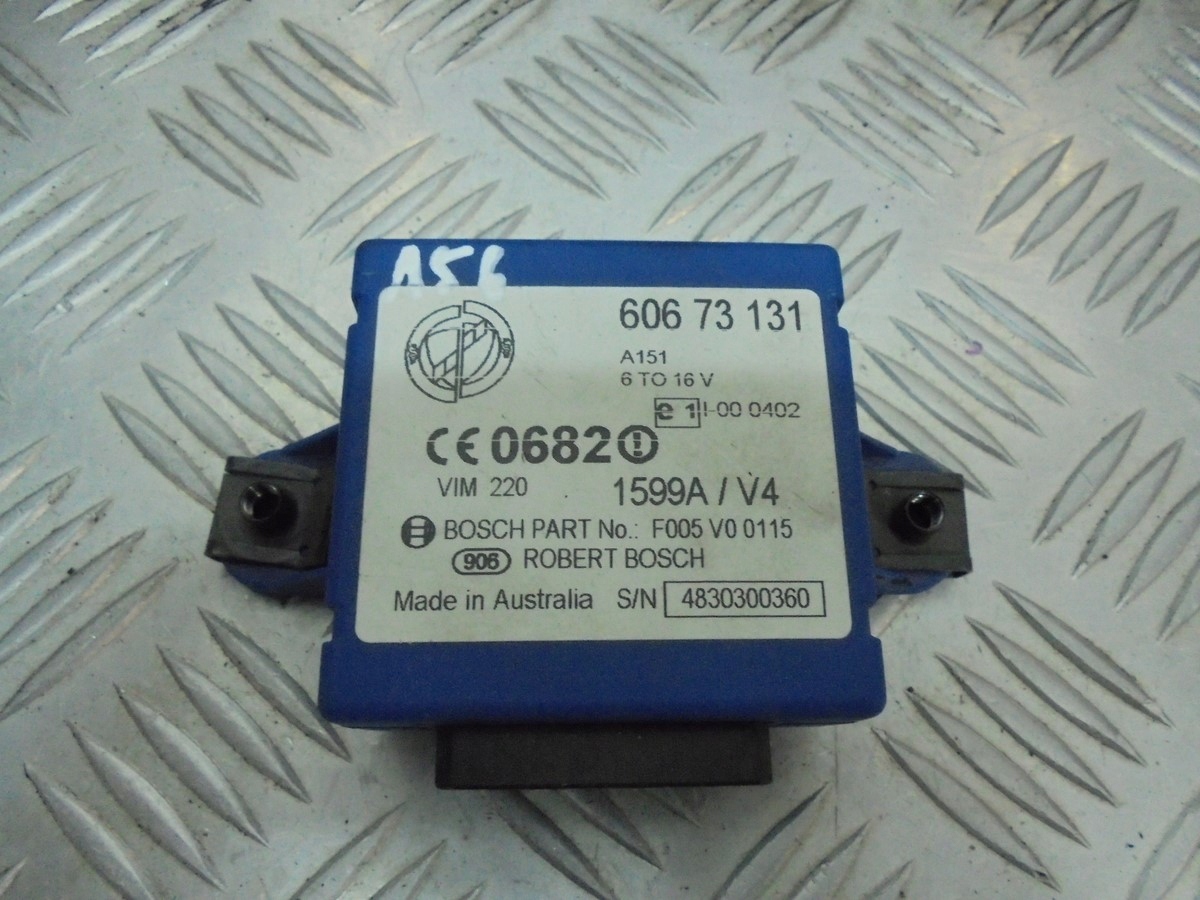 156
606 73 131
A151
6 TO 16 V
e1 I-00 0402
CE 0682
VIM 220 1599A / V4
BOSCH PART No.: F005 V0 0115
906 ROBERT BOSCH
Made in Australia S/N 4830300360